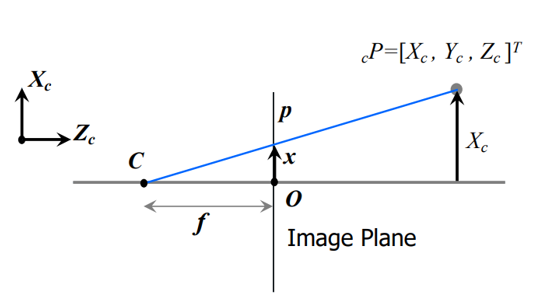 cP=[Xc, Yc, Zc]T
Xc
p
Zc
Xc
C
x
O
f
Image Plane